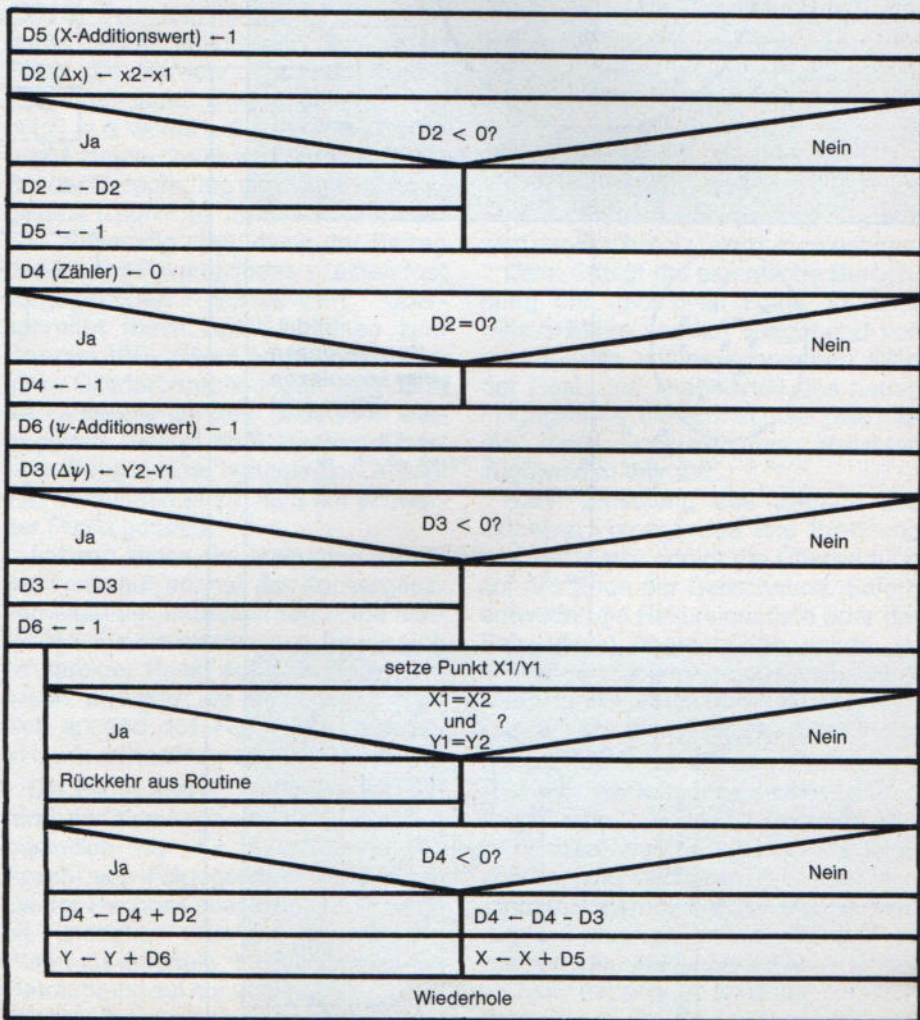 D5 (X-Additionswert) ←1
D2 (Δx) ← x2–x1
D2 < 0?
Ja
Nein
D2 ← - D2
D5 ← - 1
D4 (Zähler) ← 0
D2=0?
Ja
Nein
D4 ← - 1
D6 (ψ-Additionswert) ← 1
D3 (Δψ) ← Y2–Y1
D3 < 0?
Ja
Nein
D3 ← - D3
D6 ← - 1
setze Punkt X1/Y1
X1=X2
und ?
Y1=Y2
Ja
Nein
Rückkehr aus Routine
D4 < 0?
Ja
Nein
D4 ← D4 + D2
D4 ← D4 - D3
Y ← Y + D6
X ← X + D5
Wiederhole